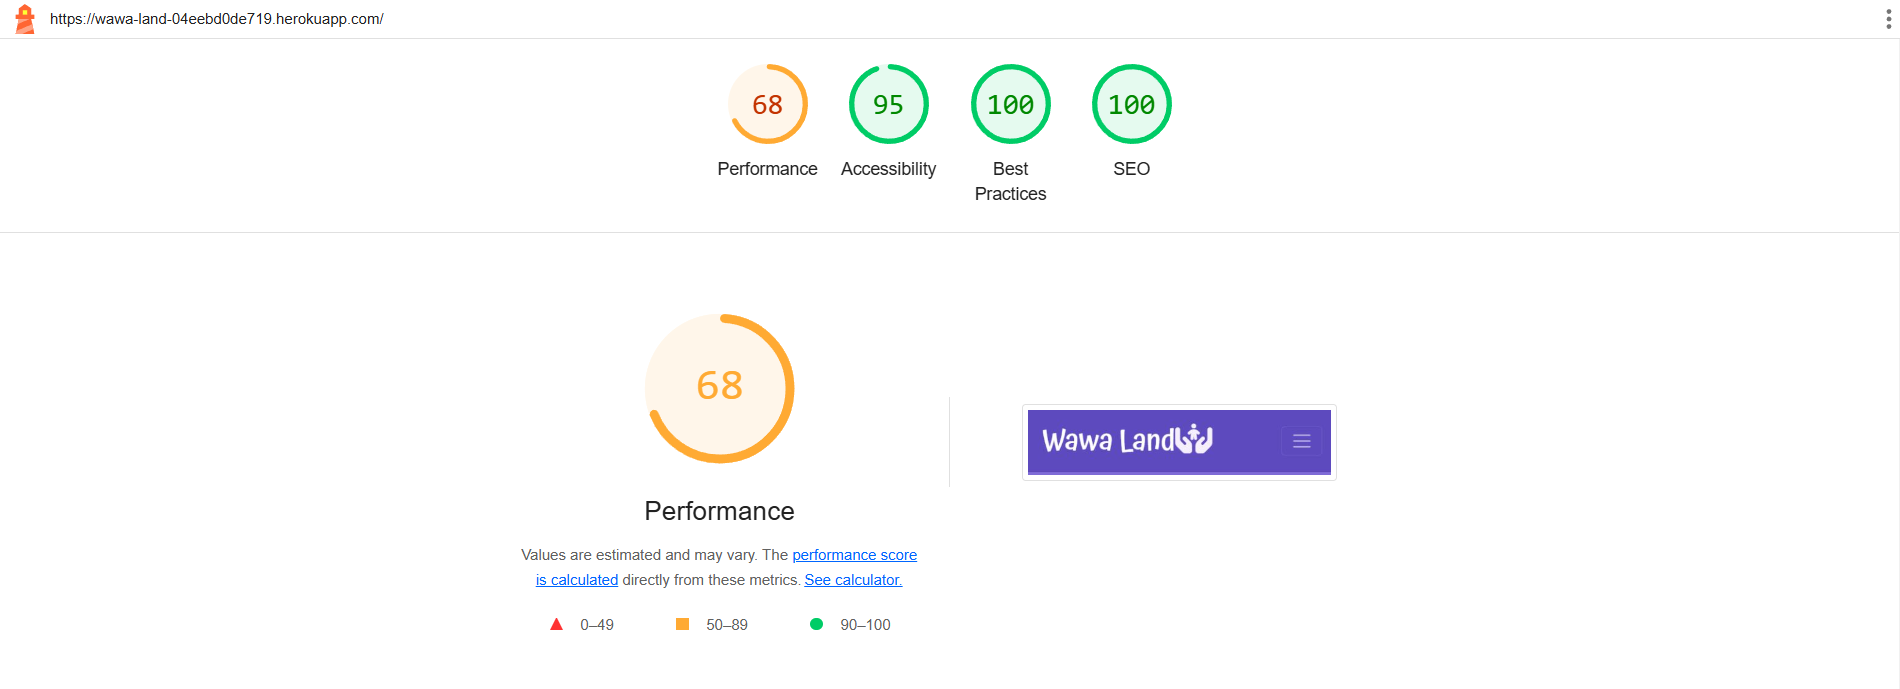 https://wawa-land-04eebd0de719.herokuapp.com/
68
95
100
100
Performance
Accessibility
Best
Practices
SEO
68
Wawa Land
Performance
Values are estimated and may vary. The performance score
is calculated directly from these metrics. See calculator.
0–49
50–89
90–100